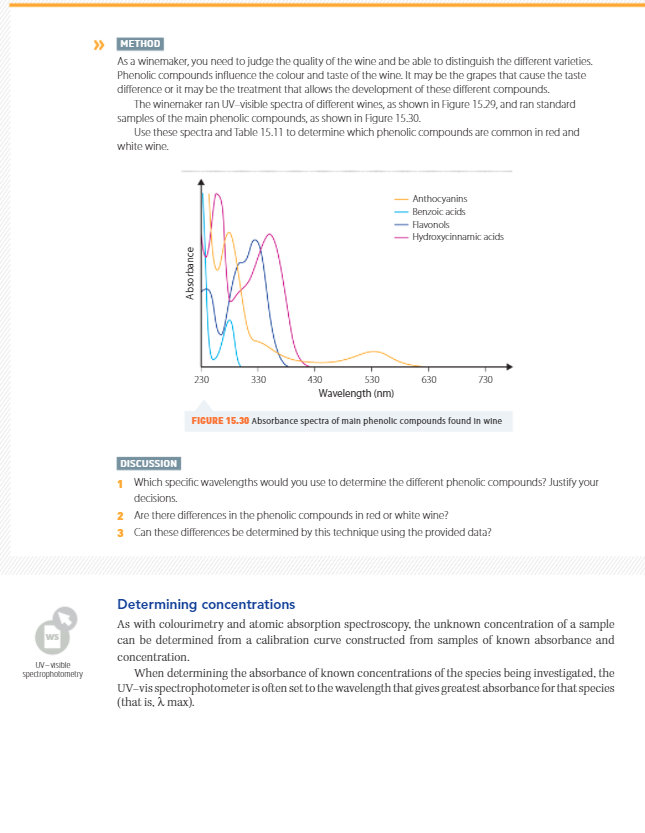 METHOD
As a winemaker, you need to judge the quality of the wine and be able to distinguish the different varieties.
Phenolic compounds influence the colour and taste of the wine. It may be the grapes that cause the taste
difference or it may be the treatment that allows the development of these different compounds.
The winemaker ran UV–visible spectra of different wines, as shown in Figure 15.29, and ran standard
samples of the main phenolic compounds, as shown in Figure 15.30.
Use these spectra and Table 15.11 to determine which phenolic compounds are common in red and
white wine.
Anthocyanins
Benzoic acids
Flavonols
Hydroxycinnamic acids
Absorbance
230 330 430 530 630 730
Wavelength (nm)
FIGURE 15.30 Absorbance spectra of main phenolic compounds found in wine
DISCUSSION
1 Which specific wavelengths would you use to determine the different phenolic compounds? Justify your
decisions.
2 Are there differences in the phenolic compounds in red or white wine?
3 Can these differences be determined by this technique using the provided data?
WS
UV–visible
spectrophotometry
Determining concentrations
As with colourimetry and atomic absorption spectroscopy, the unknown concentration of a sample
can be determined from a calibration curve constructed from samples of known absorbance and
concentration.
When determining the absorbance of known concentrations of the species being investigated, the
UV–vis spectrophotometer is often set to the wavelength that gives greatest absorbance for that species
(that is, λ max).